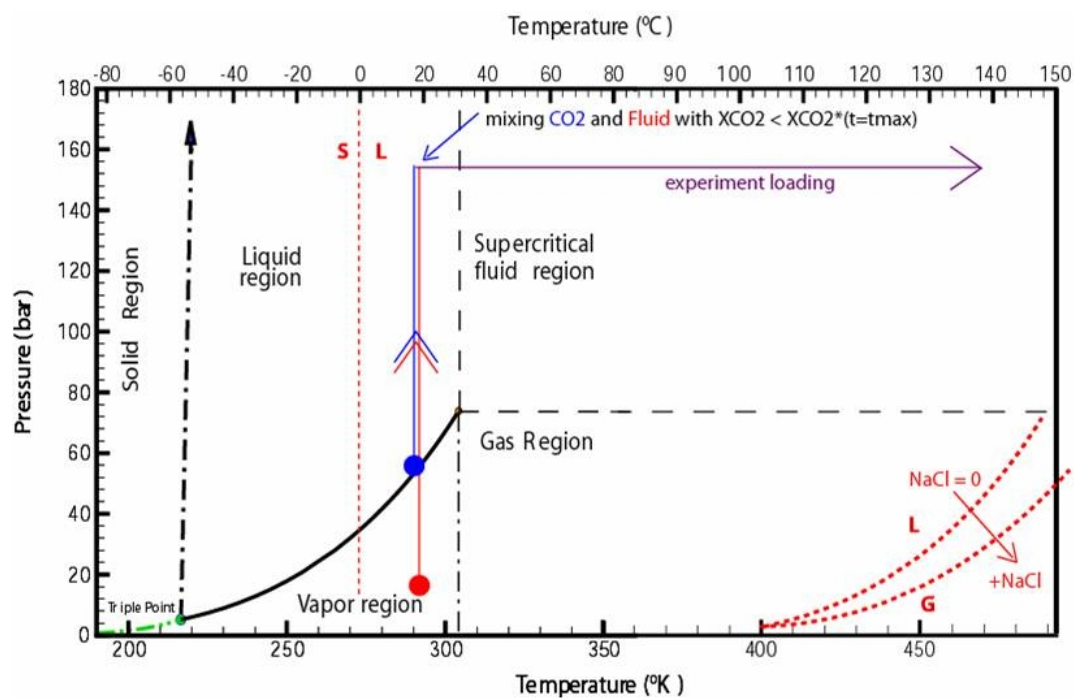 Temperature (ºC)
-80 -60 -40 -20 0 20 40 60 80 90 100 110 120 130 140 150
180
160
140
120
100
80
60
40
20
0
Pressure (bar)
mixing CO2 and Fluid with XCO2 < XCO2*(t=tmax)
S L
experiment loading
Solid Region
Liquid
region
Supercritical
fluid region
Gas Region
NaCl = 0
L
+NaCl
G
Triple Point
Vapor region
200 250 300 350 400 450
Temperature (ºK)